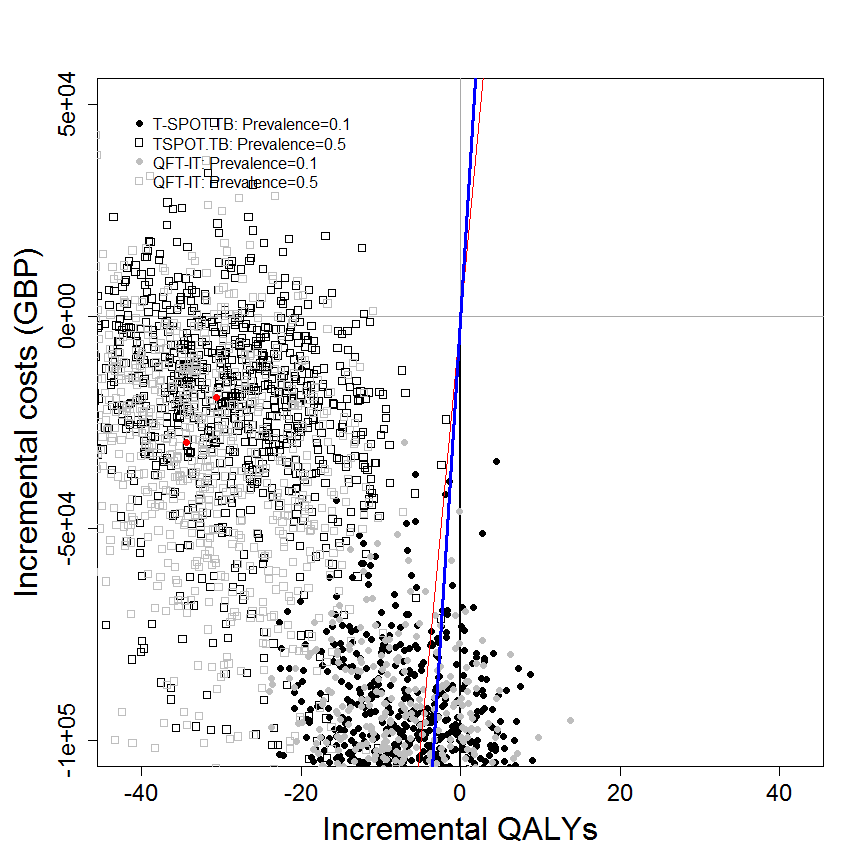 5e+04
T-SPOT.TB: Prevalence=0.1
TSPOT.TB: Prevalence=0.5
QFT-IT: Prevalence=0.1
QFT-IT: Prevalence=0.5
0e+00
-5e+04
-1e+05
Incremental costs (GBP)
-40 -20 0 20 40
Incremental QALYs